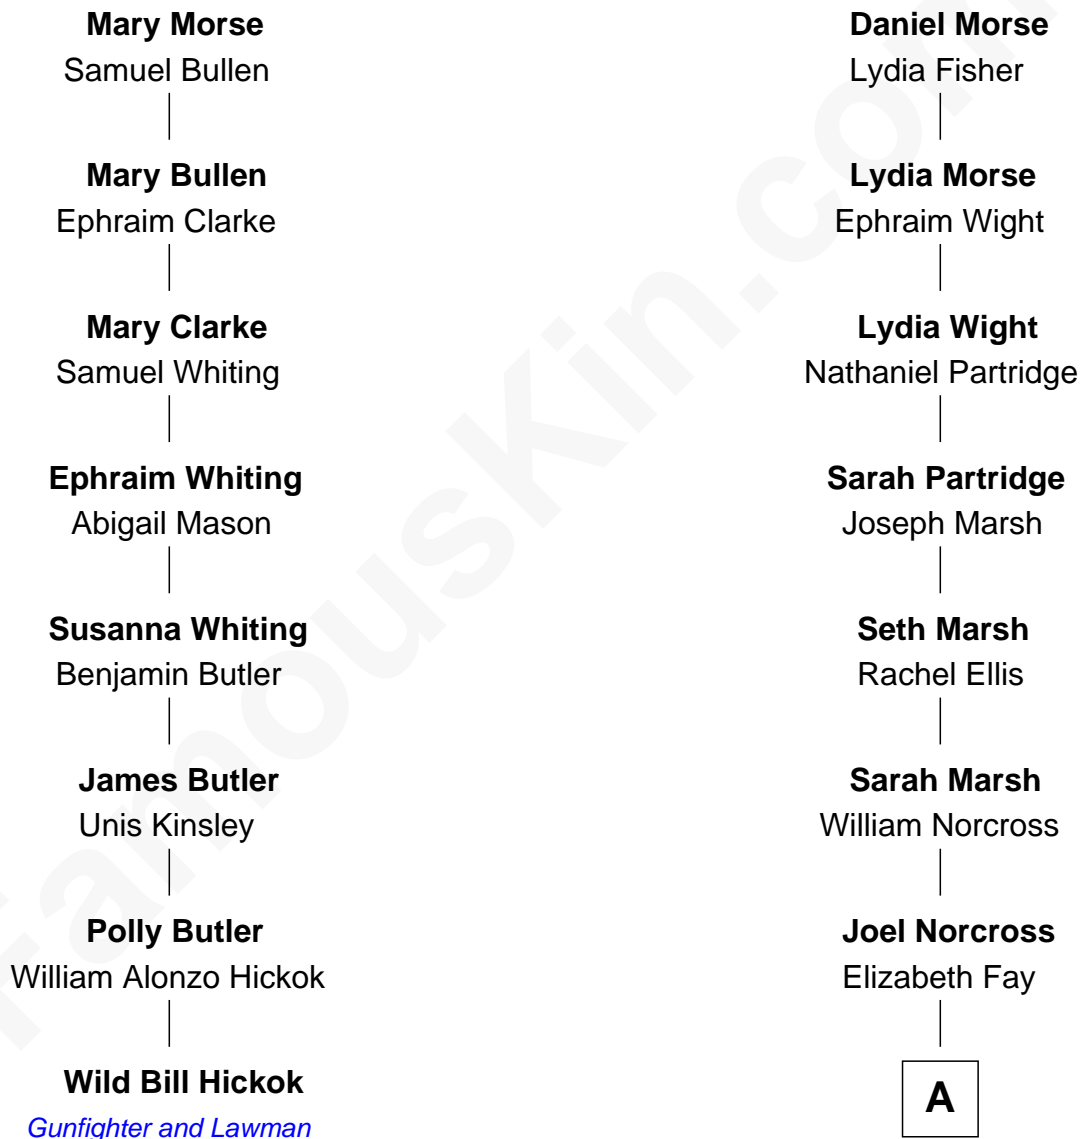 Mary Morse
Samuel Bullen
Mary Bullen
Ephraim Clarke
Mary Clarke
Samuel Whiting
Ephraim Whiting
Abigail Mason
Susanna Whiting
Benjamin Butler
James Butler
Unis Kinsley
Polly Butler
William Alonzo Hickok
Wild Bill Hickok
Gunfighter and Lawman
Daniel Morse
Lydia Fisher
Lydia Morse
Ephraim Wight
Lydia Wight
Nathaniel Partridge
Sarah Partridge
Joseph Marsh
Seth Marsh
Rachel Ellis
Sarah Marsh
William Norcross
Joel Norcross
Elizabeth Fay
A
FamousKin.com